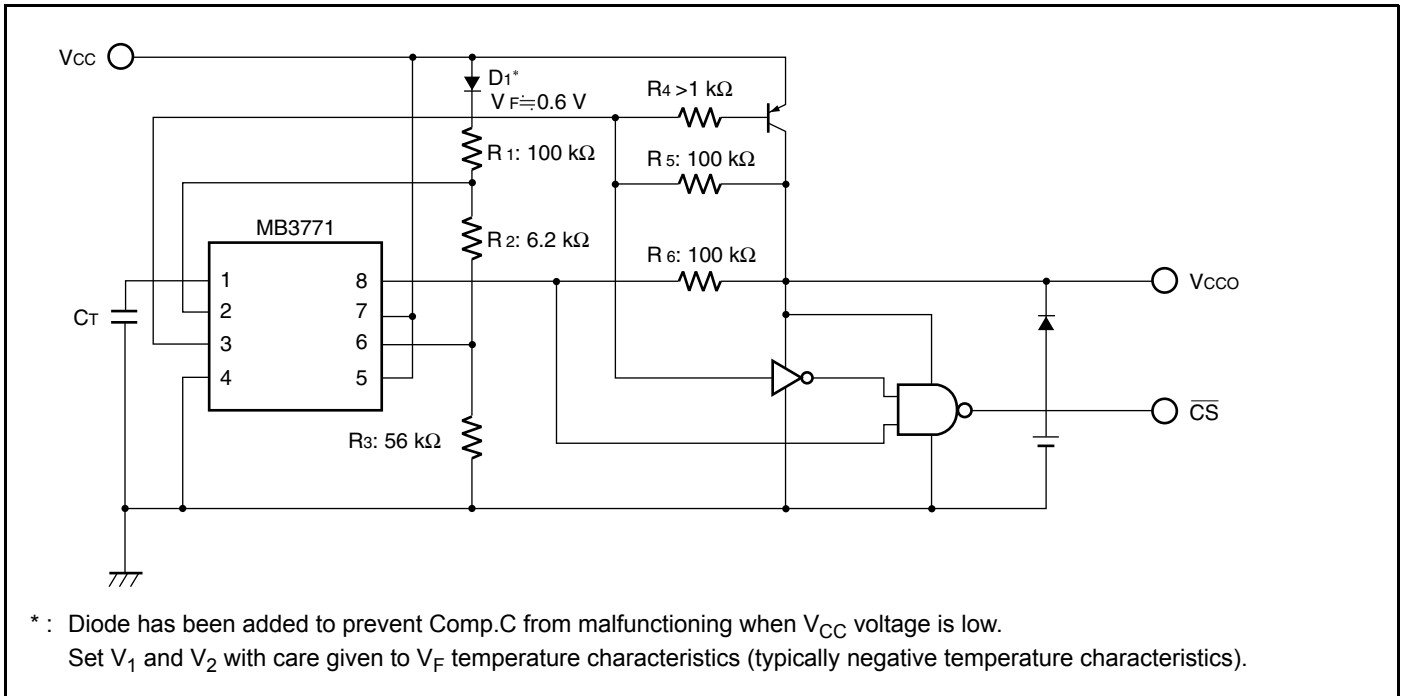 VCC
D1*
VF≒0.6 V
R4 >1 kΩ
R1: 100 kΩ
R5: 100 kΩ
MB3771
R2: 6.2 kΩ
R6: 100 kΩ
1 8
VCCO
CT
2 7
3 6
4 5
R3: 56 kΩ
C̅S̅
* : Diode has been added to prevent Comp.C from malfunctioning when VCC voltage is low.
Set V1 and V2 with care given to VF temperature characteristics (typically negative temperature characteristics).